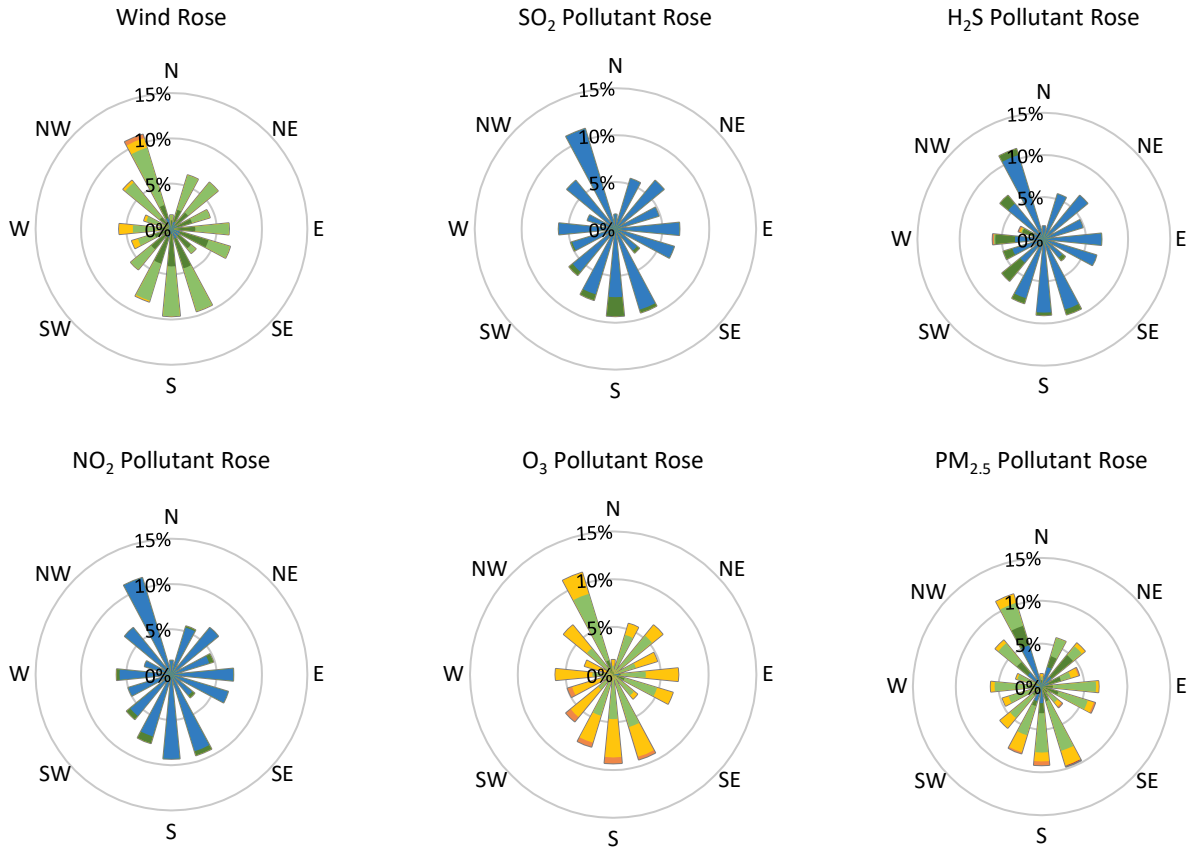 Wind Rose
N
15%
NW
NE
10%
5%
W
0%
E
SW
SE
S
SO₂ Pollutant Rose
N
15%
NW
NE
10%
5%
W
0%
E
SW
SE
S
H₂S Pollutant Rose
N
15%
NW
NE
10%
5%
W
0%
E
SW
SE
S
NO₂ Pollutant Rose
N
15%
NW
NE
10%
5%
W
0%
E
SW
SE
S
O₃ Pollutant Rose
N
15%
NW
NE
10%
5%
W
0%
E
SW
SE
S
PM₂.₅ Pollutant Rose
N
15%
NW
NE
10%
5%
W
0%
E
SW
SE
S